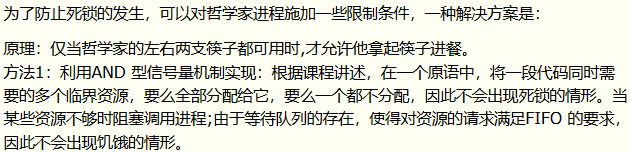 为了防止死锁的发生，可以对哲学家进程施加一些限制条件，一种解决方案是：
原理：仅当哲学家的左右两支筷子都可用时,才允许他拿起筷子进餐。
方法1：利用AND 型信号量机制实现：根据课程讲述，在一个原语中，将一段代码同时需
要的多个临界资源，要么全部分配给它，要么一个都不分配，因此不会出现死锁的情形。当
某些资源不够时阻塞调用进程;由于等待队列的存在，使得对资源的请求满足FIFO 的要求，
因此不会出现饥饿的情形。